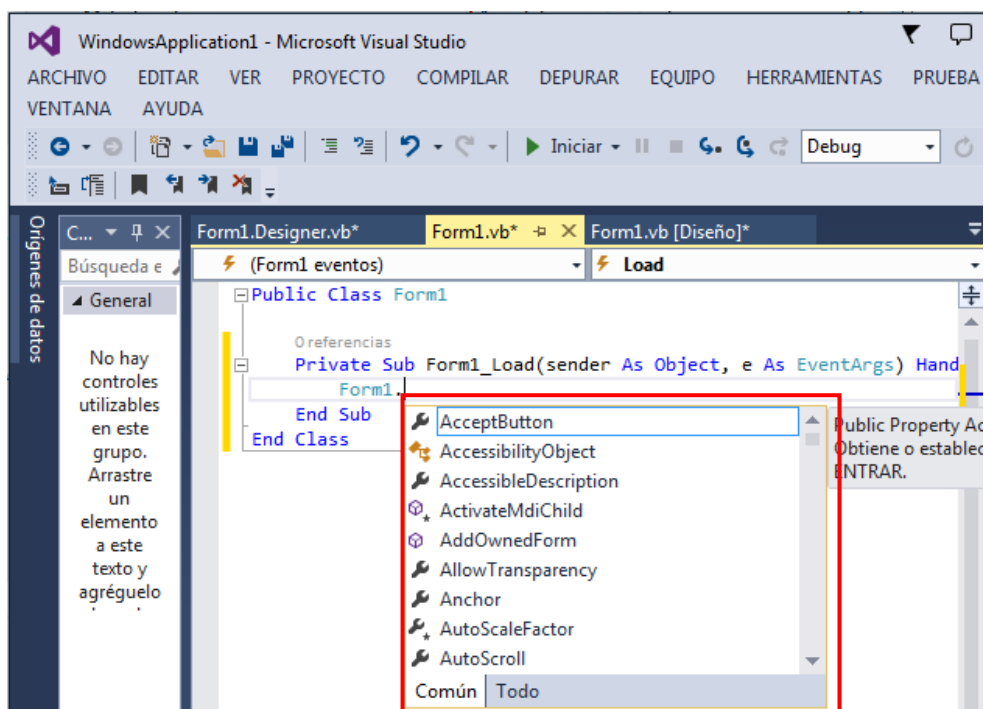 WindowsApplication1 - Microsoft Visual Studio
ARCHIVO EDITAR VER PROYECTO COMPILAR DEPURAR EQUIPO HERRAMIENTAS PRUEBA
VENTANA AYUDA
Iniciar Debug
Orígenes de datos
C...
Búsqueda e
General
No hay
controles
utilizables
en este
grupo.
Arrastre
un
elemento
a este
texto y
agréguelo
Form1.Designer.vb* Form1.vb* Form1.vb [Diseño]*
(Form1 eventos) Load
Public Class Form1
0 referencias
Private Sub Form1_Load(sender As Object, e As EventArgs) Hand
Form1.
End Sub
End Class
AcceptButton
AccessibilityObject
AccessibleDescription
ActivateMdiChild
AddOwnedForm
AllowTransparency
Anchor
AutoScaleFactor
AutoScroll
Común Todo
Public Property Ac
Obtiene o establec
ENTRAR.